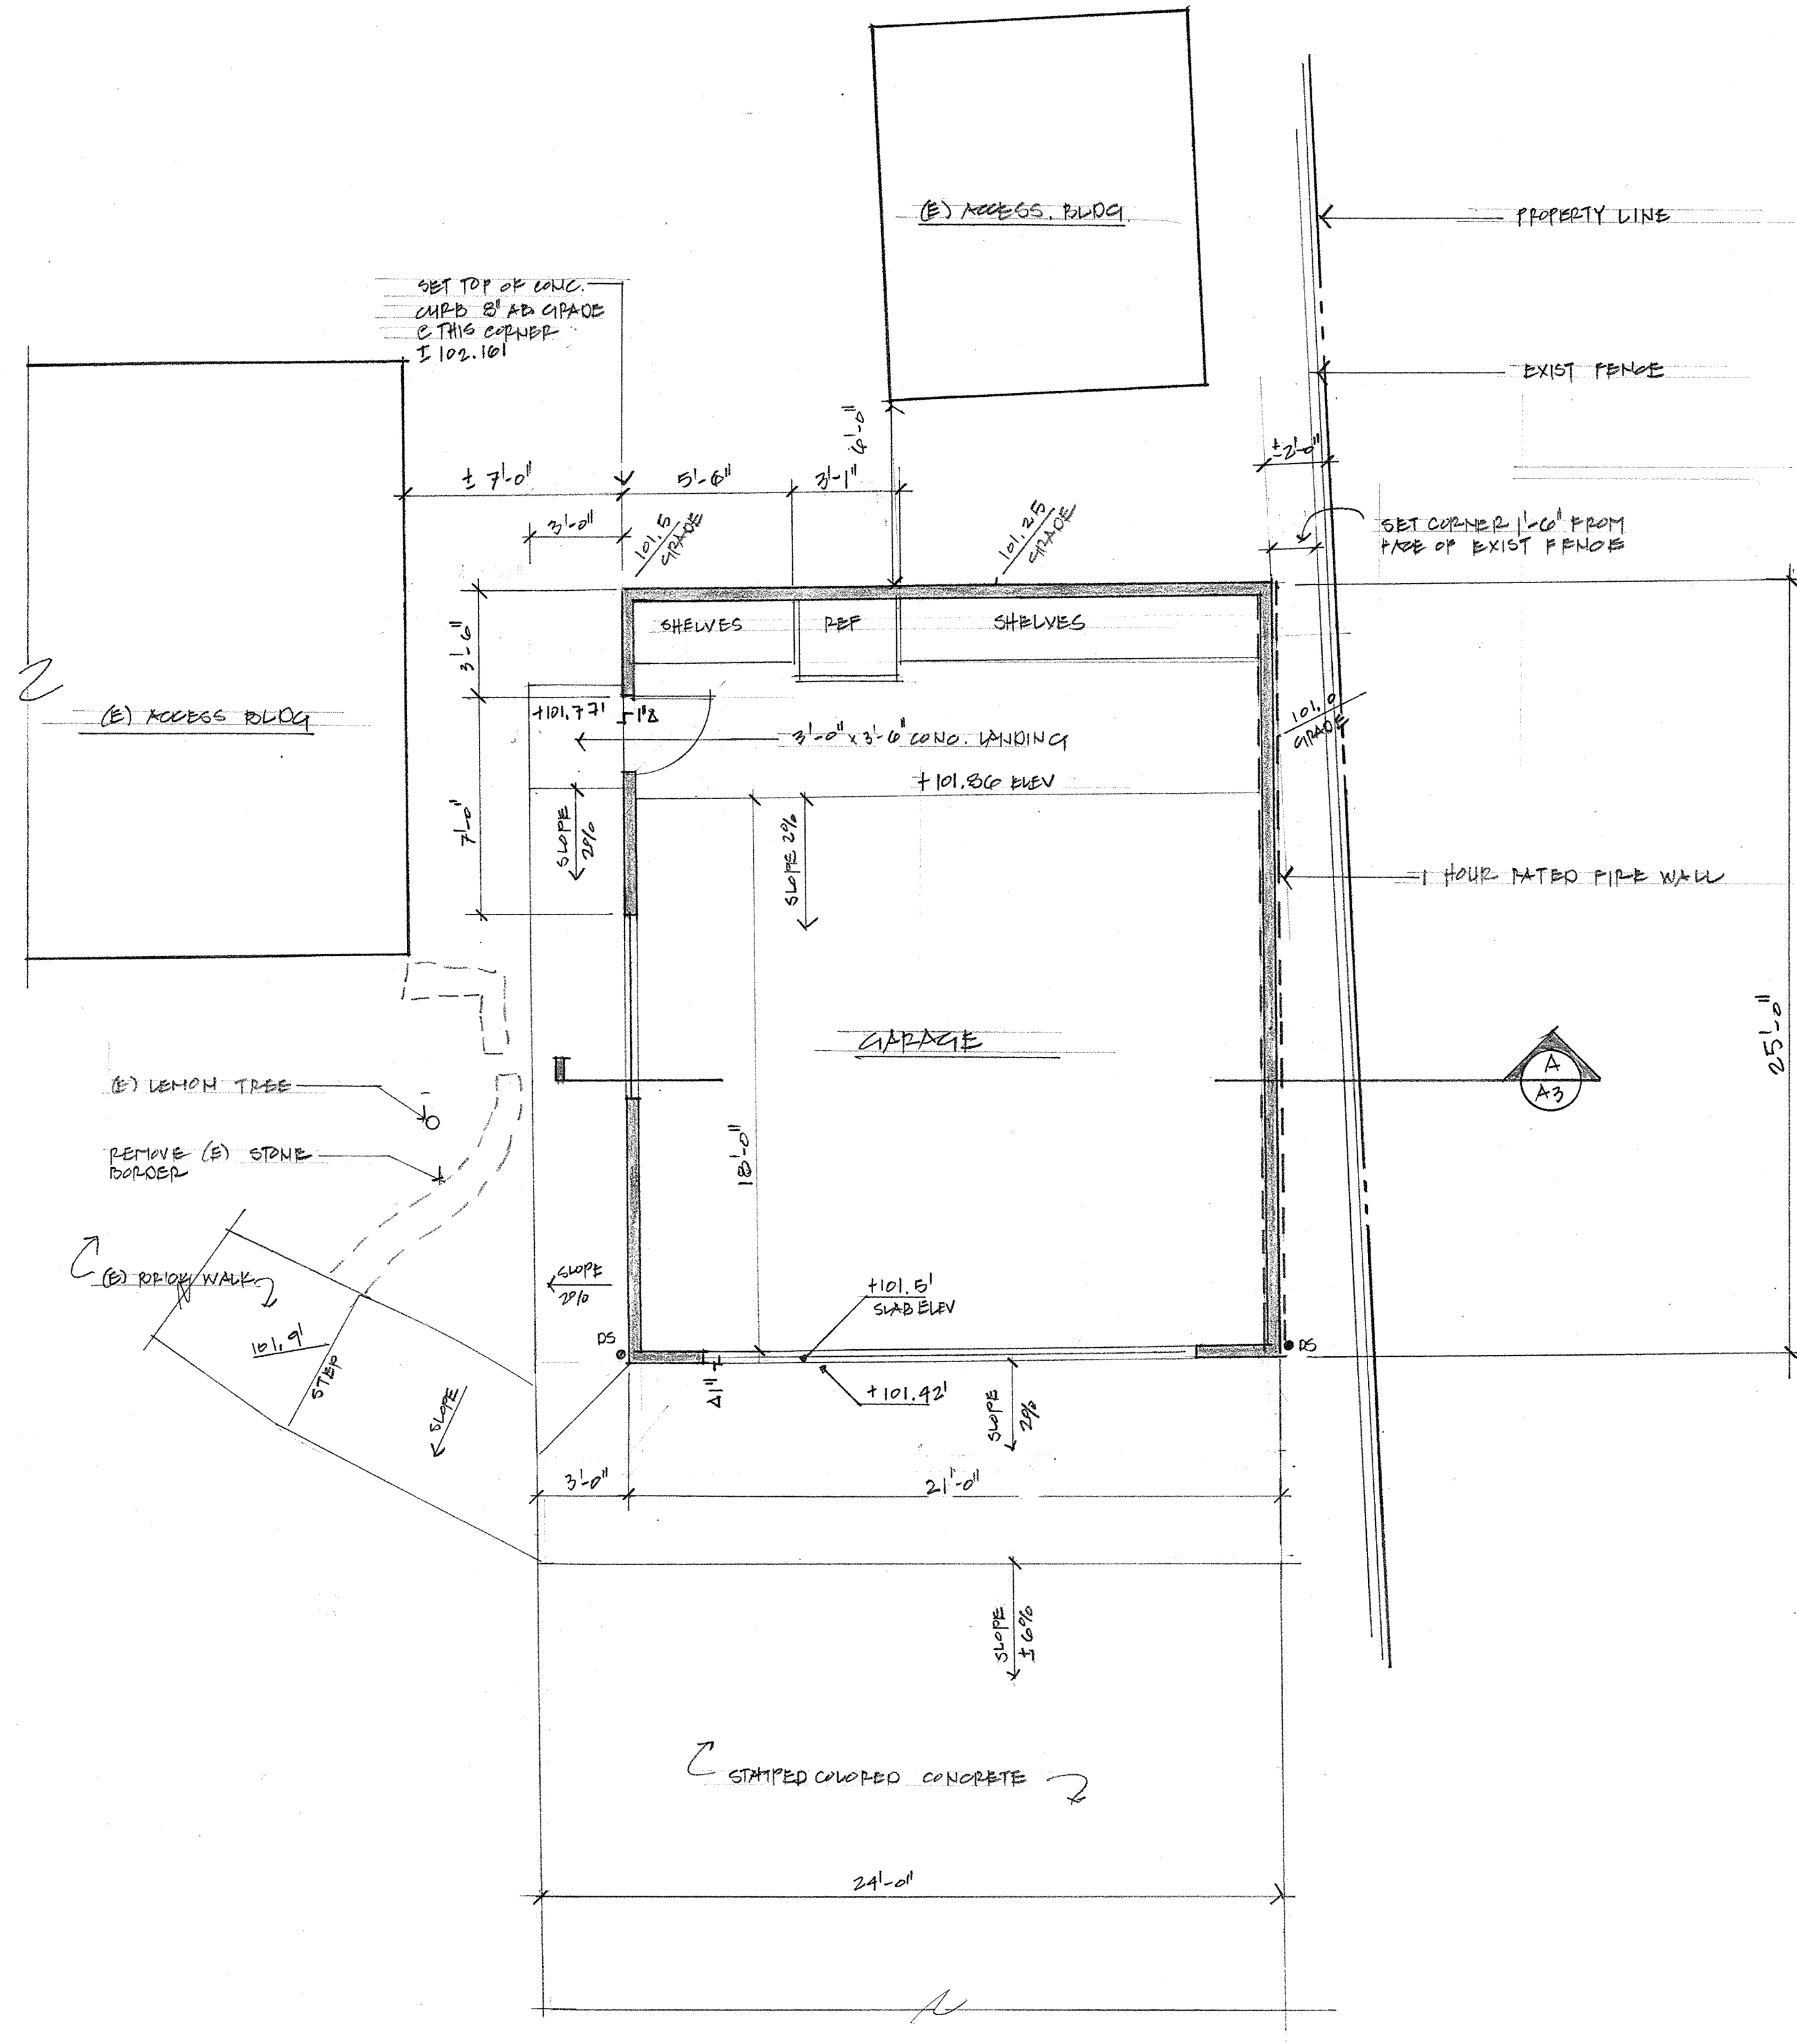 (E) ACCESS. BLDG.
PROPERTY LINE
SET TOP OF CONC.
CURB 8" AB GRADE
@ THIS CORNER
± 102.161
EXIST FENCE
6'-0"
±2'-0"
± 7'-0"
5'-6"
3'-1"
3'-0"
101.5
GRADE
101.25
GRADE
SET CORNER 1'-6" FROM
FACE OF EXIST FENCE
SHELVES
REF
SHELVES
3'-6"
(E) ACCESS BLDG
+101.77'
Δ1"
101.0
GRADE
3'-0" x 3'-6" CONC. LANDING
+101.86 ELEV
7'-0"
SLOPE
2%
SLOPE 2%
1 HOUR RATED FIRE WALL
25'-0"
GARAGE
A
A3
(E) LEMON TREE
REMOVE (E) STONE
BORDER
18'-0"
(E) BRICK WALK
SLOPE
2%
+101.5'
SLAB ELEV
101.9'
STEP
DS
DS
Δ1"
+101.42'
SLOPE
SLOPE
2%
3'-0"
21'-0"
SLOPE
±6%
STAMPED COLORED CONCRETE
24'-0"